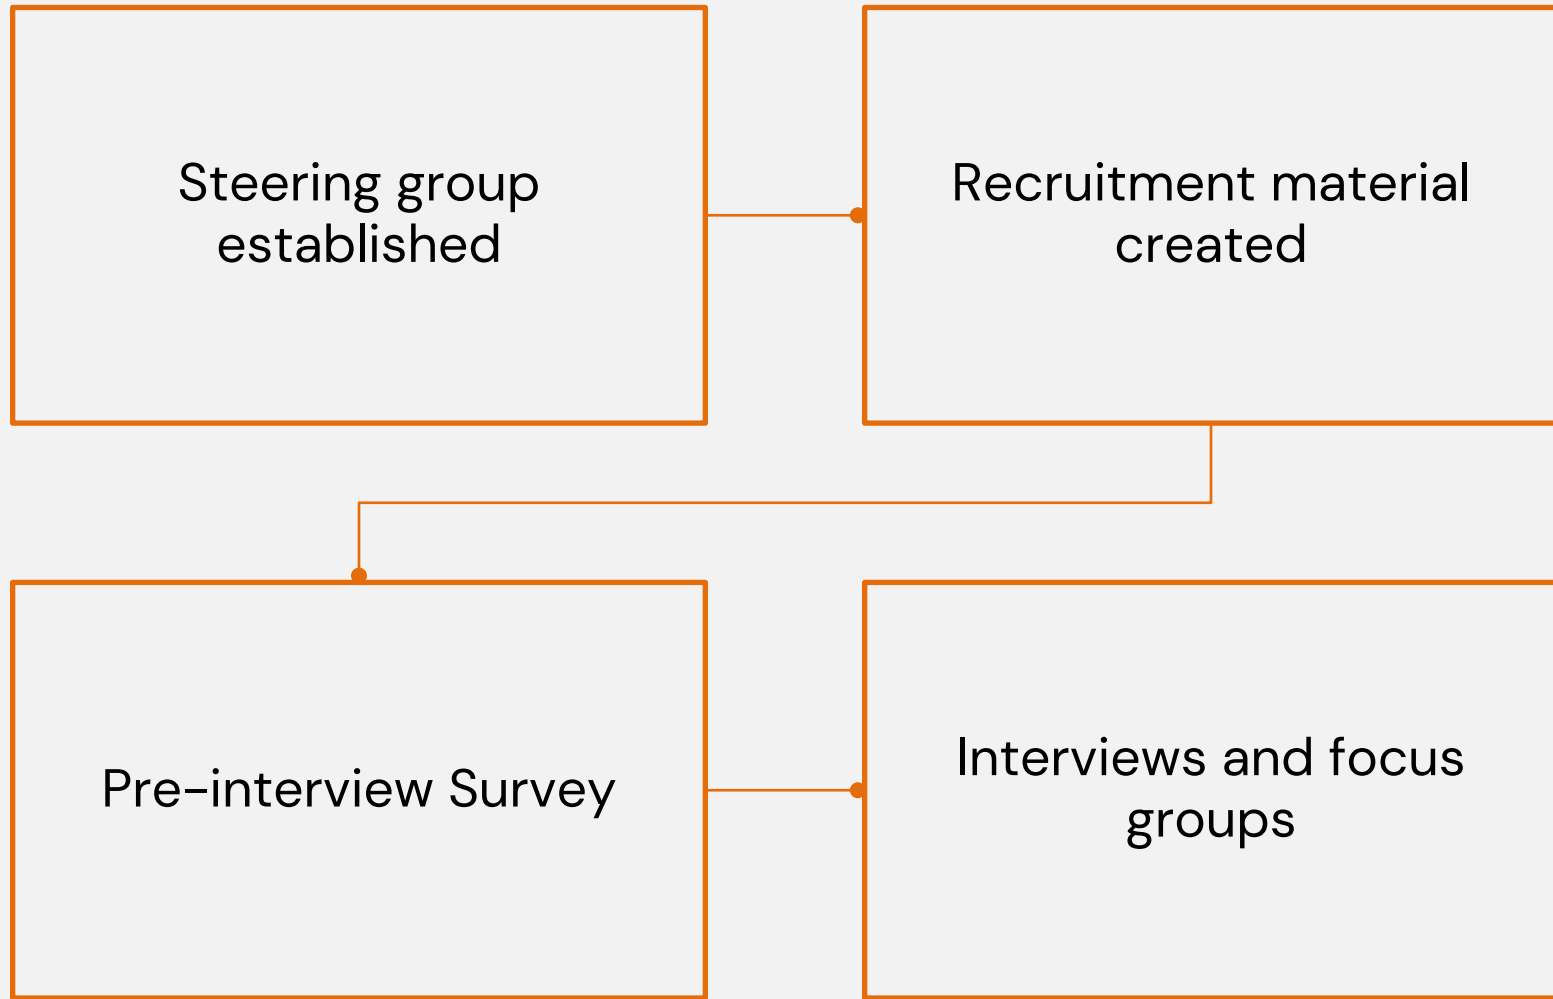 Steering group
established
Recruitment material
created
Pre-interview Survey
Interviews and focus
groups